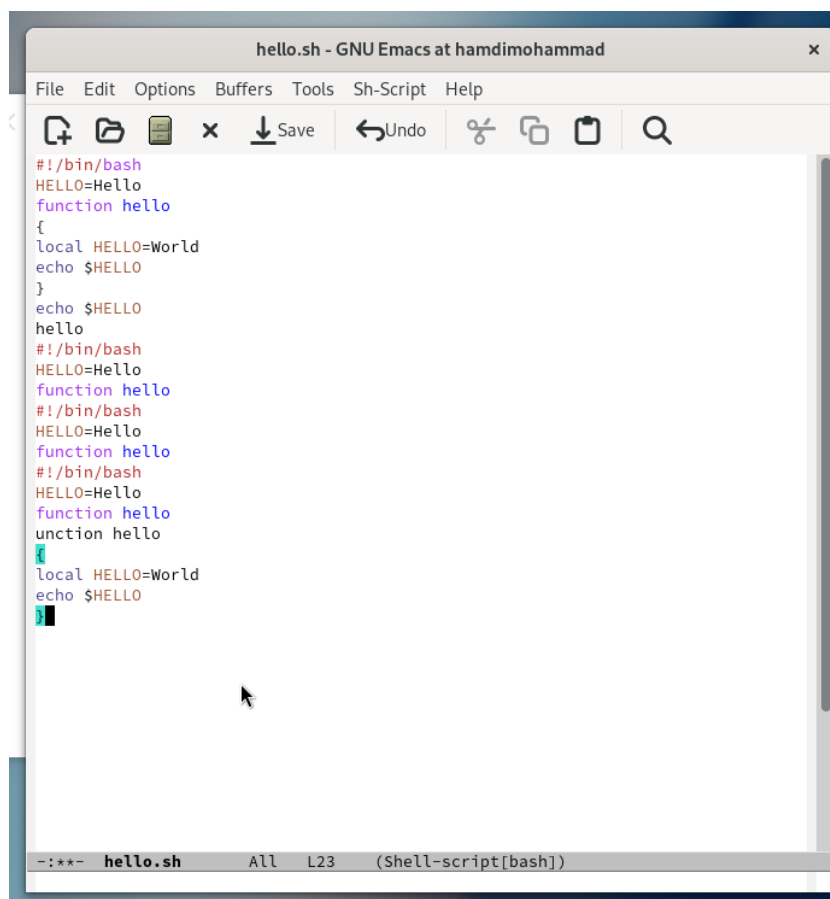 hello.sh - GNU Emacs at hamdimohammad
File Edit Options Buffers Tools Sh-Script Help
Save Undo
#!/bin/bash
HELLO=Hello
function hello
{
local HELLO=World
echo $HELLO
}
echo $HELLO
hello
#!/bin/bash
HELLO=Hello
function hello
#!/bin/bash
HELLO=Hello
function hello
#!/bin/bash
HELLO=Hello
function hello
unction hello
{
local HELLO=World
echo $HELLO
}
-:**- hello.sh All L23 (Shell-script[bash])